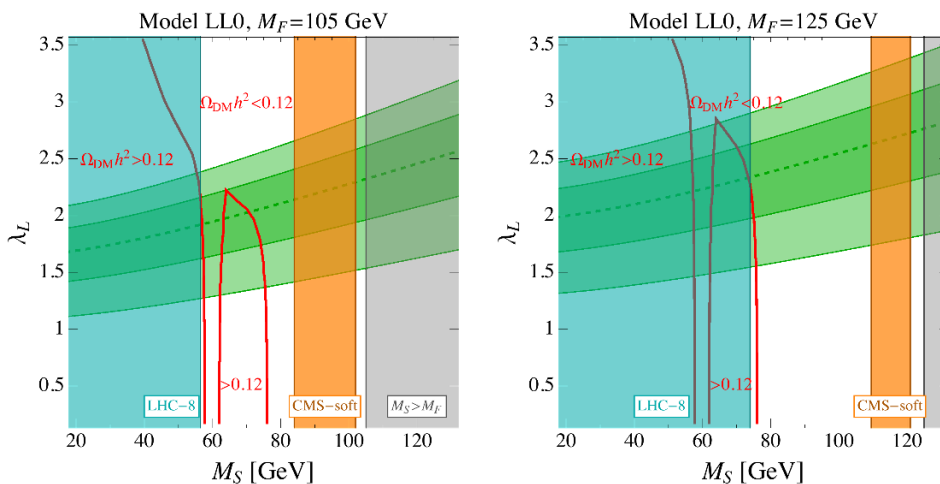 Model LL0, M_F=105 GeV
3.5
3
2.5
2
1.5
1
0.5
λ_L
Ω_DM h²<0.12
Ω_DM h²>0.12
>0.12
LHC−8
CMS−soft
M_S>M_F
20 40 60 80 100 120
M_S [GeV]
Model LL0, M_F=125 GeV
3.5
3
2.5
2
1.5
1
0.5
λ_L
Ω_DM h²<0.12
Ω_DM h²>0.12
>0.12
LHC−8
CMS−soft
20 40 60 80 100 120
M_S [GeV]